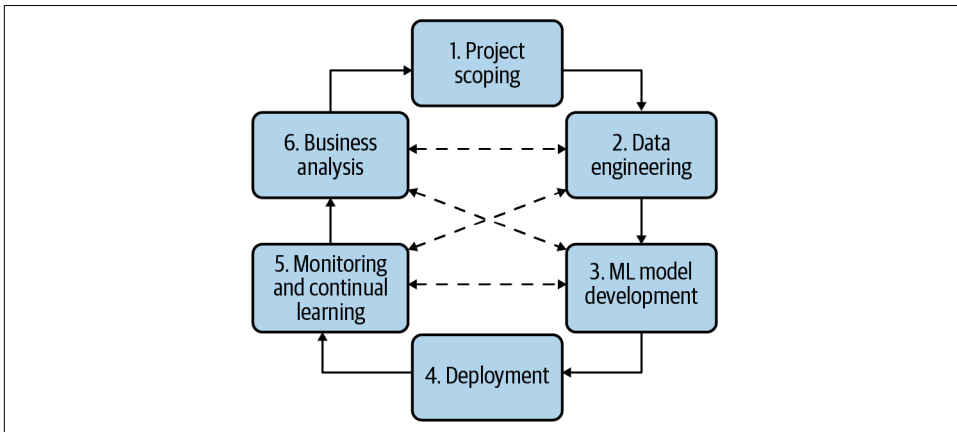 1. Project
scoping
2. Data
engineering
3. ML model
development
4. Deployment
5. Monitoring
and continual
learning
6. Business
analysis